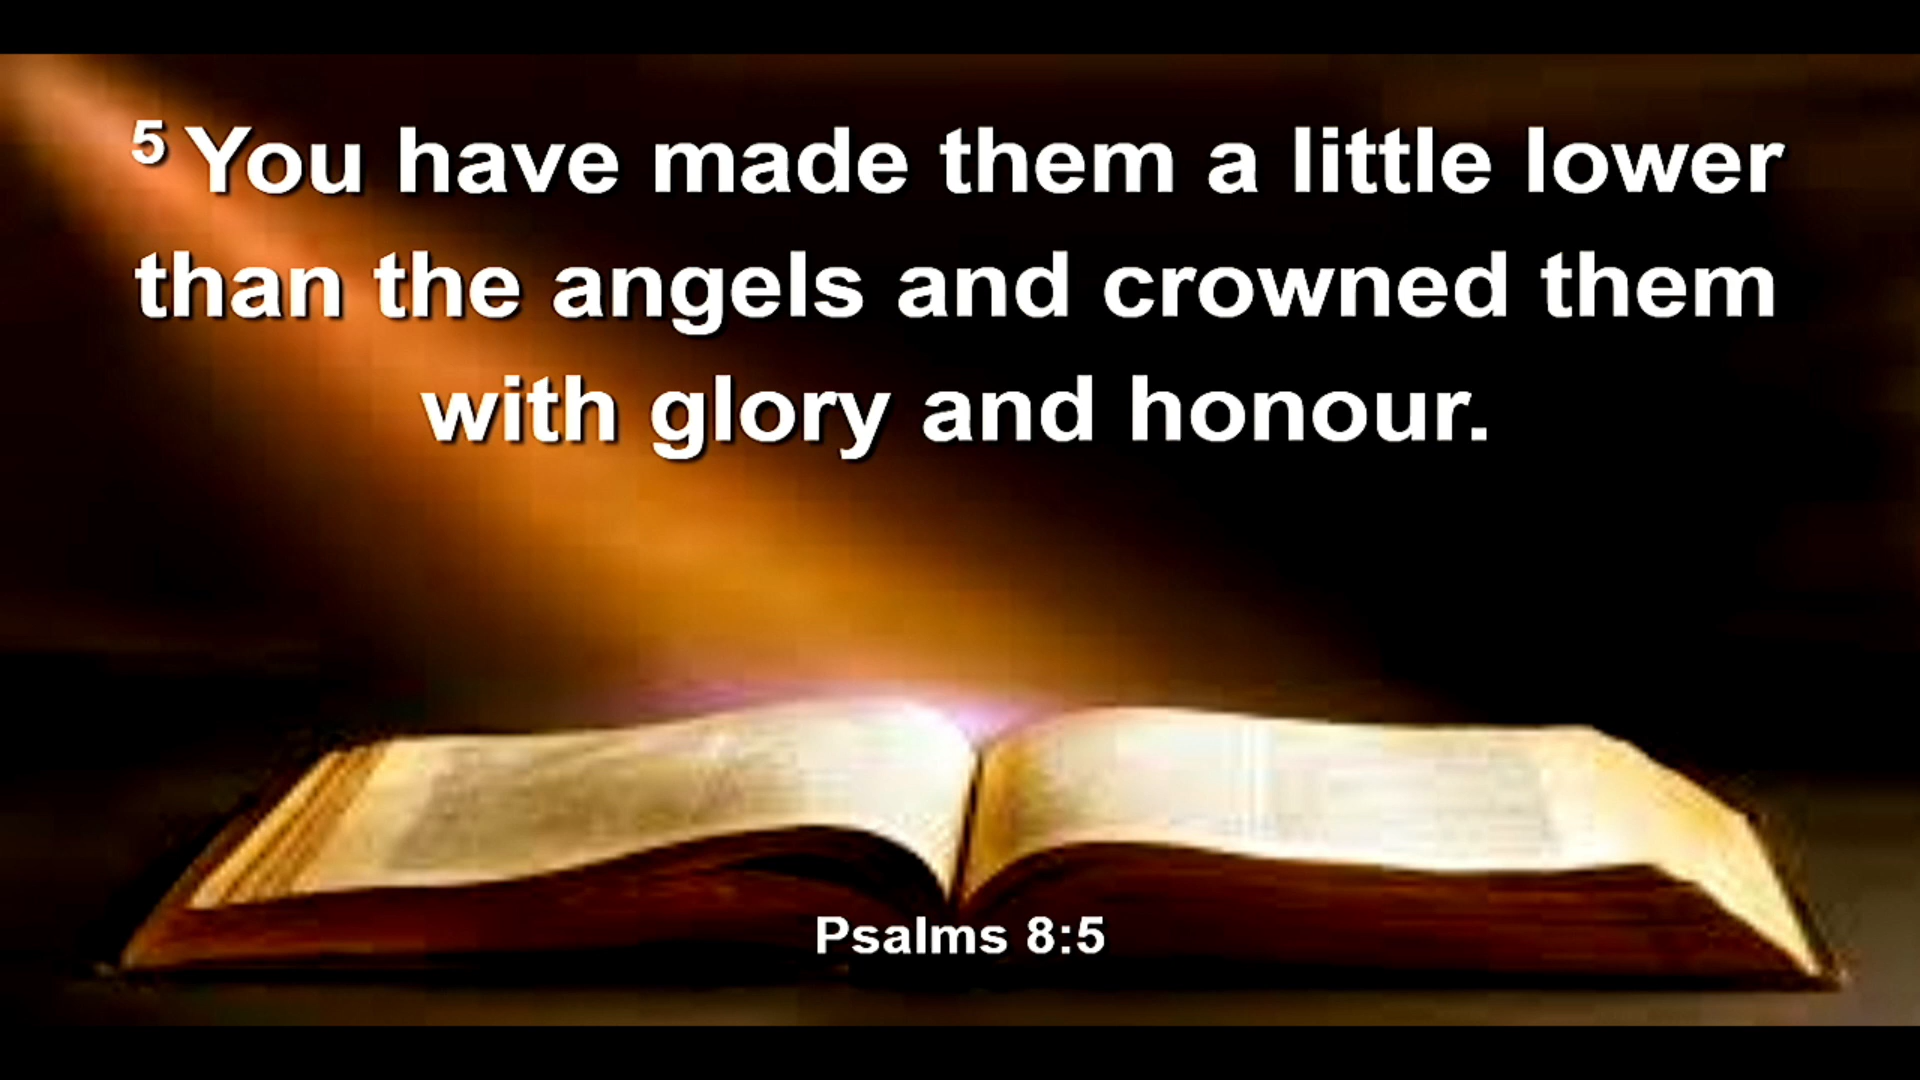 5 You have made them a little lower
than the angels and crowned them
with glory and honour.
Psalms 8:5